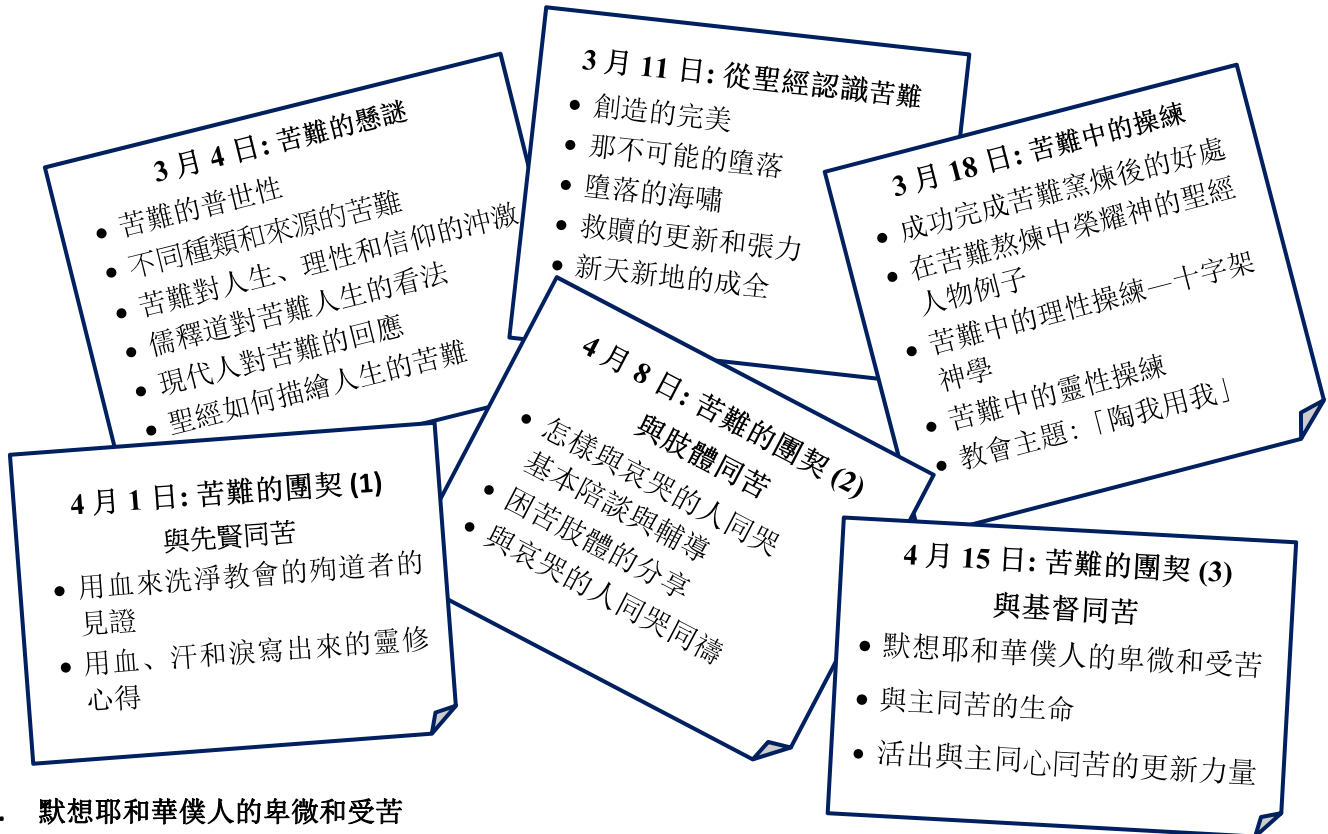 3 月 4 日: 苦難的懸謎
• 苦難的普世性
• 不同種類和來源的苦難
• 苦難對人生、理性和信仰的沖激
• 儒釋道對苦難人生的看法
• 現代人對苦難的回應
• 聖經如何描繪人生的苦難
3 月 11 日: 從聖經認識苦難
• 創造的完美
• 那不可能的墮落
• 墮落的海嘯
• 救贖的更新和張力
• 新天新地的成全
3 月 18 日: 苦難中的操練
• 成功完成苦難窯煉後的好處
• 在苦難熬煉中榮耀神的聖經
人物例子
• 苦難中的理性操練—十字架
神學
• 苦難中的靈性操練
• 教會主題:「陶我用我」
4 月 1 日: 苦難的團契 (1)
與先賢同苦
• 用血來洗淨教會的殉道者的
見證
• 用血、汗和淚寫出來的靈修
心得
4 月 8 日: 苦難的團契 (2)
與肢體同苦
• 怎樣與哀哭的人同哭
基本陪談與輔導
• 困苦肢體的分享
• 與哀哭的人同哭同禱
4 月 15 日: 苦難的團契 (3)
與基督同苦
• 默想耶和華僕人的卑微和受苦
• 與主同苦的生命
• 活出與主同心同苦的更新力量
. 默想耶和華僕人的卑微和受苦